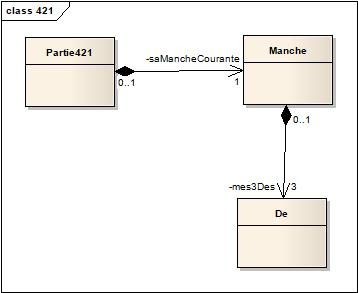 class 421
Partie421
Manche
-saMancheCourante
0..1
1
0..1
-mes3Des
3
De